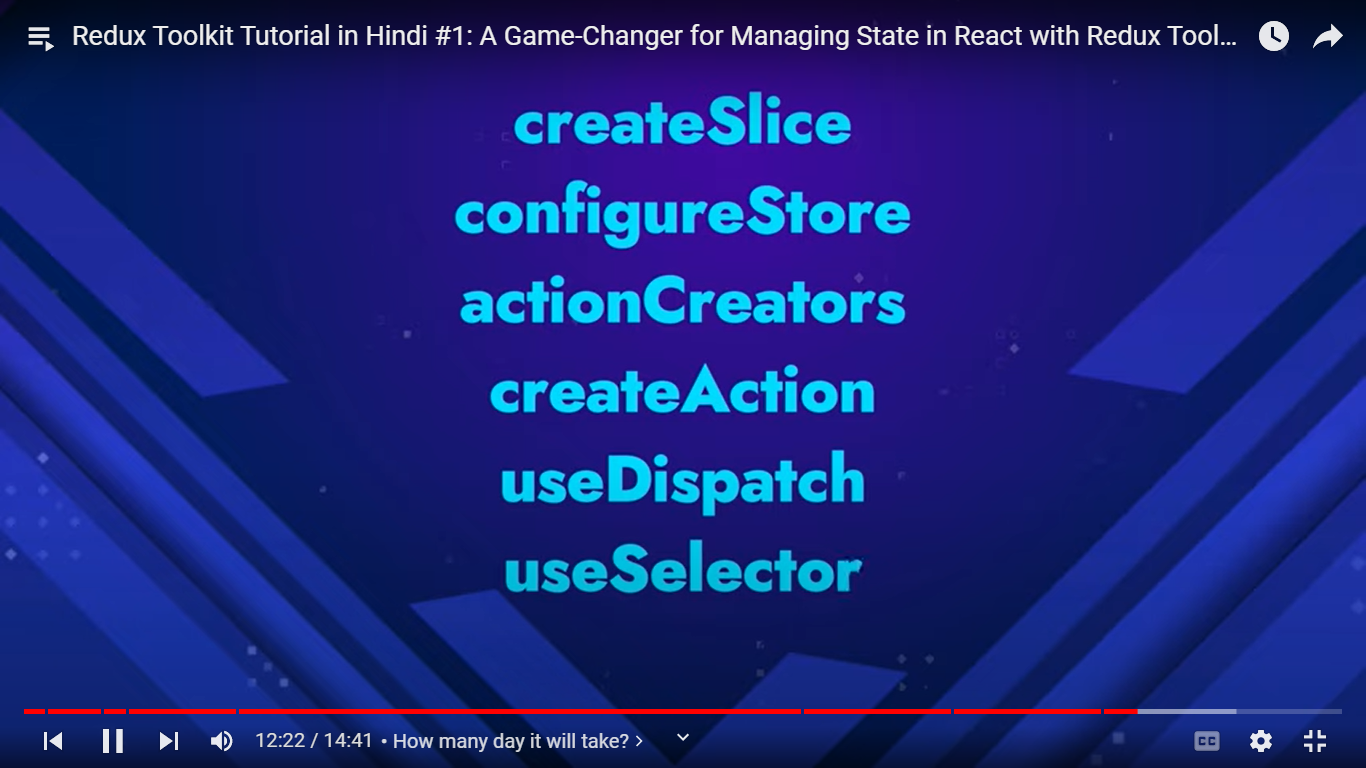 Redux Toolkit Tutorial in Hindi #1: A Game-Changer for Managing State in React with Redux Tool...
createSlice
configureStore
actionCreators
createAction
useDispatch
useSelector
12:22 / 14:41 • How many day it will take? >
CC